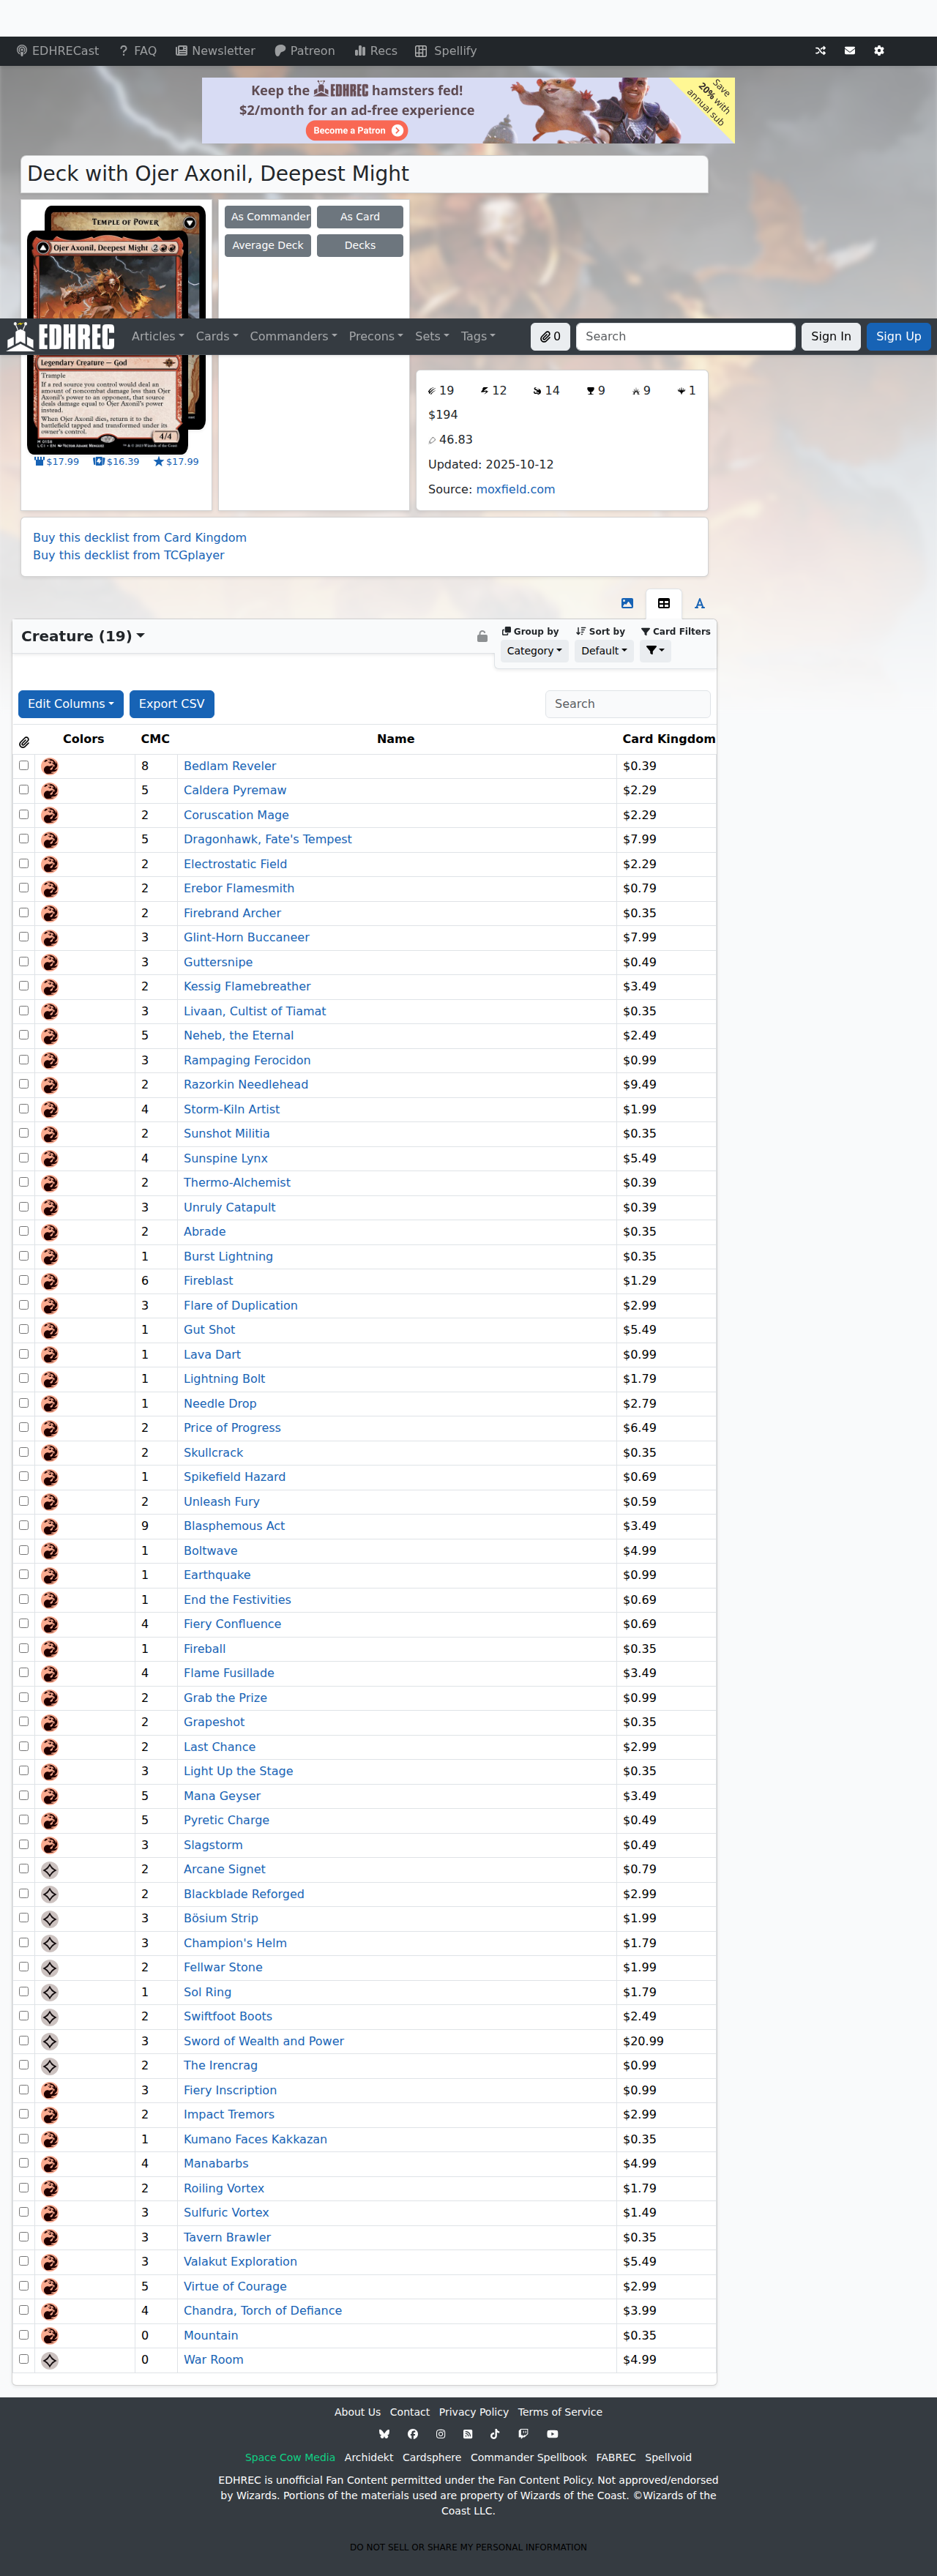 EDHRECast FAQ Newsletter Patreon Recs Spellify
Keep the EDHREC hamsters fed!
$2/month for an ad-free experience
Become a Patron
Save
20% with
annual sub
Deck with Ojer Axonil, Deepest Might
TEMPLE OF POWER
Ojer Axonil, Deepest Might
As Commander As Card
Average Deck Decks
EDHREC Articles Cards Commanders Precons Sets Tags 0 Search Sign In Sign Up
Legendary Creature — God
Trample
If a red source you control would deal an
amount of noncombat damage less than Ojer
Axonil's power to an opponent, that source
deals damage equal to Ojer Axonil's power
instead.
When Ojer Axonil dies, return it to the
battlefield tapped and transformed under its
owner's control.
4/4
$17.99 $16.39 $17.99
19 12 14 9 9 1
$194
46.83
Updated: 2025-10-12
Source: moxfield.com
Buy this decklist from Card Kingdom
Buy this decklist from TCGplayer
Creature (19)
Group by Sort by Card Filters
Category Default
Edit Columns Export CSV Search
Colors CMC Name Card Kingdom
8 Bedlam Reveler $0.39
5 Caldera Pyremaw $2.29
2 Coruscation Mage $2.29
5 Dragonhawk, Fate's Tempest $7.99
2 Electrostatic Field $2.29
2 Erebor Flamesmith $0.79
2 Firebrand Archer $0.35
3 Glint-Horn Buccaneer $7.99
3 Guttersnipe $0.49
2 Kessig Flamebreather $3.49
3 Livaan, Cultist of Tiamat $0.35
5 Neheb, the Eternal $2.49
3 Rampaging Ferocidon $0.99
2 Razorkin Needlehead $9.49
4 Storm-Kiln Artist $1.99
2 Sunshot Militia $0.35
4 Sunspine Lynx $5.49
2 Thermo-Alchemist $0.39
3 Unruly Catapult $0.39
2 Abrade $0.35
1 Burst Lightning $0.35
6 Fireblast $1.29
3 Flare of Duplication $2.99
1 Gut Shot $5.49
1 Lava Dart $0.99
1 Lightning Bolt $1.79
1 Needle Drop $2.79
2 Price of Progress $6.49
2 Skullcrack $0.35
1 Spikefield Hazard $0.69
2 Unleash Fury $0.59
9 Blasphemous Act $3.49
1 Boltwave $4.99
1 Earthquake $0.99
1 End the Festivities $0.69
4 Fiery Confluence $0.69
1 Fireball $0.35
4 Flame Fusillade $3.49
2 Grab the Prize $0.99
2 Grapeshot $0.35
2 Last Chance $2.99
3 Light Up the Stage $0.35
5 Mana Geyser $3.49
5 Pyretic Charge $0.49
3 Slagstorm $0.49
2 Arcane Signet $0.79
2 Blackblade Reforged $2.99
3 Bösium Strip $1.99
3 Champion's Helm $1.79
2 Fellwar Stone $1.99
1 Sol Ring $1.79
2 Swiftfoot Boots $2.49
3 Sword of Wealth and Power $20.99
2 The Irencrag $0.99
3 Fiery Inscription $0.99
2 Impact Tremors $2.99
1 Kumano Faces Kakkazan $0.35
4 Manabarbs $4.99
2 Roiling Vortex $1.79
3 Sulfuric Vortex $1.49
3 Tavern Brawler $0.35
3 Valakut Exploration $5.49
5 Virtue of Courage $2.99
4 Chandra, Torch of Defiance $3.99
0 Mountain $0.35
0 War Room $4.99
About Us Contact Privacy Policy Terms of Service
Space Cow Media Archidekt Cardsphere Commander Spellbook FABREC Spellvoid
EDHREC is unofficial Fan Content permitted under the Fan Content Policy. Not approved/endorsed
by Wizards. Portions of the materials used are property of Wizards of the Coast. ©Wizards of the
Coast LLC.
DO NOT SELL OR SHARE MY PERSONAL INFORMATION